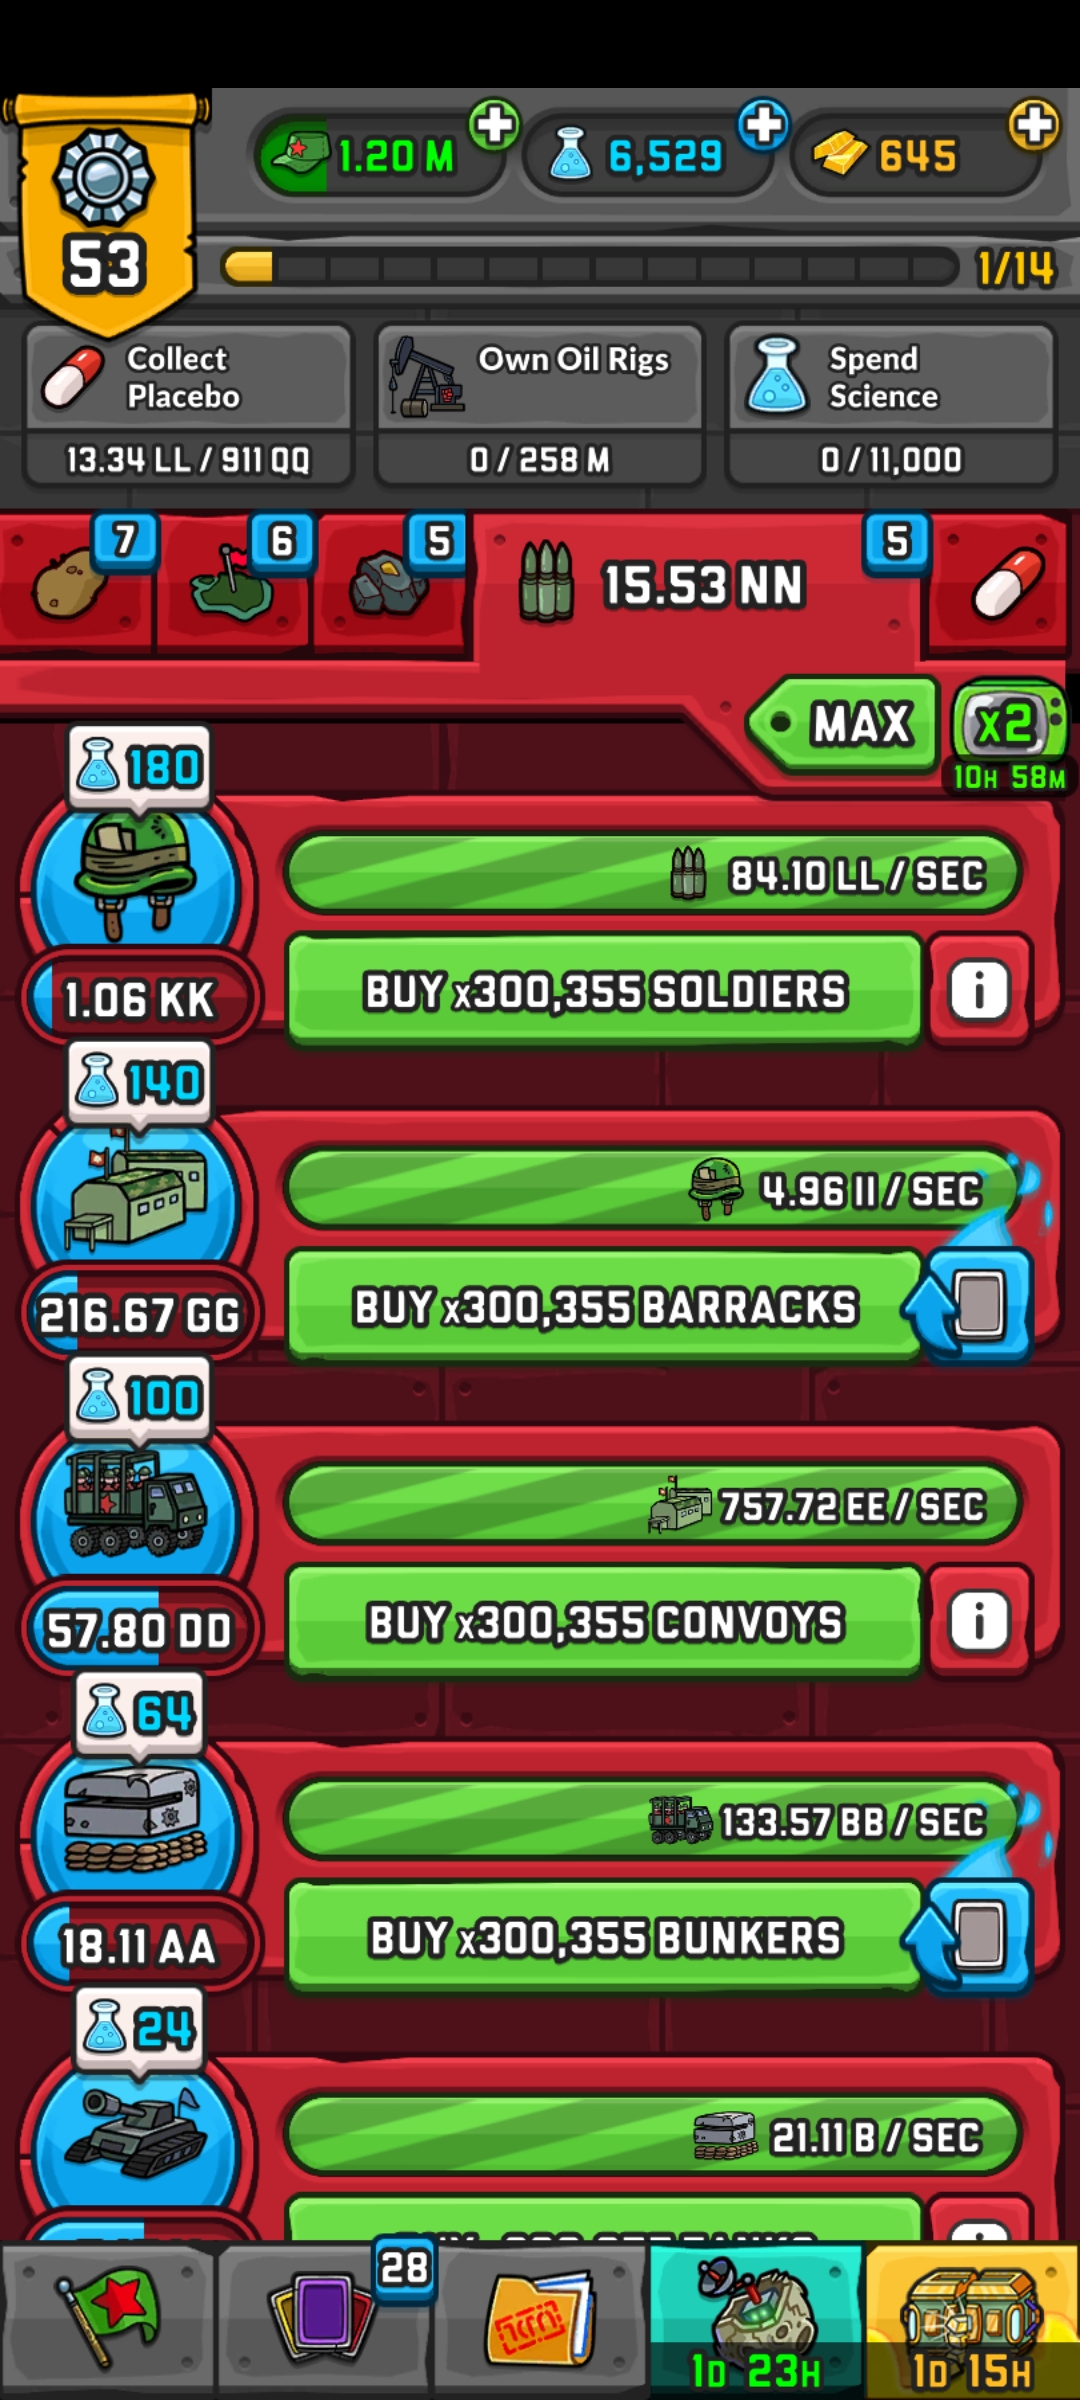 53
1.20 M
6,529
645
1/14
Collect
Placebo
13.34 LL / 911 QQ
Own Oil Rigs
0 / 258 M
Spend
Science
0 / 11,000
7
6
5
15.53 NN
5
MAX
x2
10H 58M
180
84.10 LL / SEC
1.06 KK
BUY x300,355 SOLDIERS
i
140
4.96 II / SEC
216.67 GG
BUY x300,355 BARRACKS
100
757.72 EE / SEC
57.80 DD
BUY x300,355 CONVOYS
i
64
133.57 BB / SEC
18.11 AA
BUY x300,355 BUNKERS
24
21.11 B / SEC
28
1D 23H
1D 15H